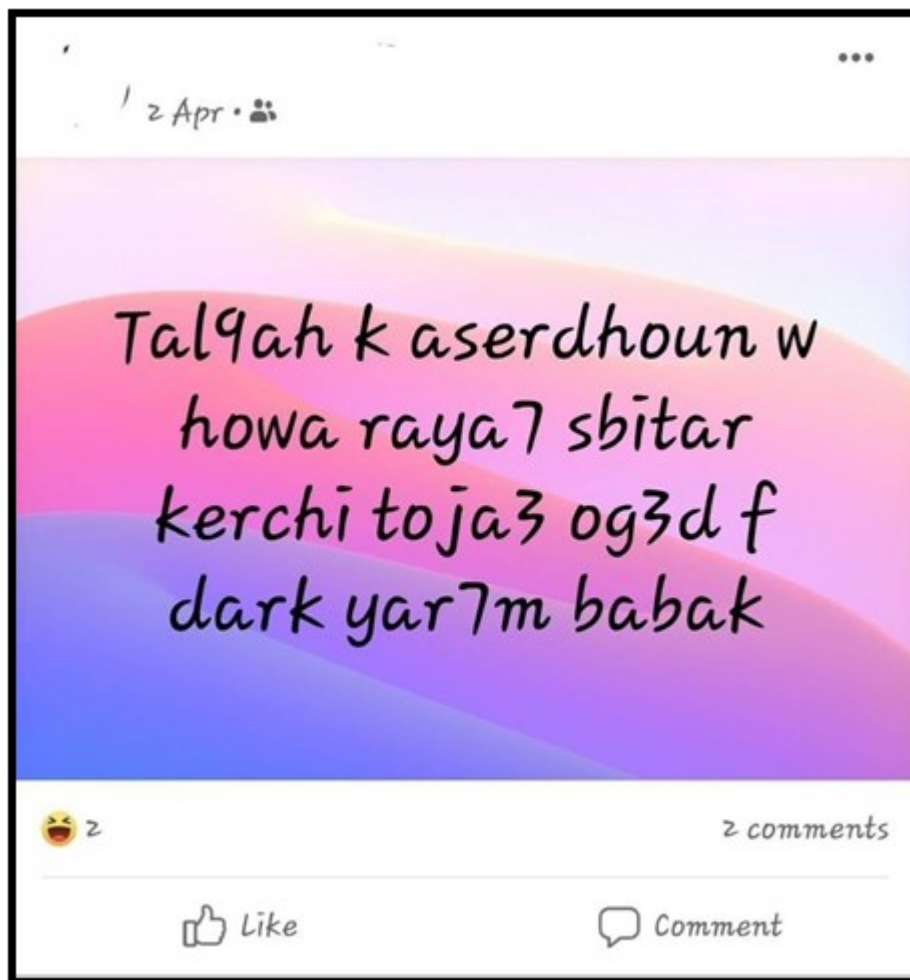 2 Apr •
Tal9ah k aserdhoun w
howa raya7 sbitar
kerchi toja3 og3d f
dark yar7m babak
2
2 comments
Like
Comment